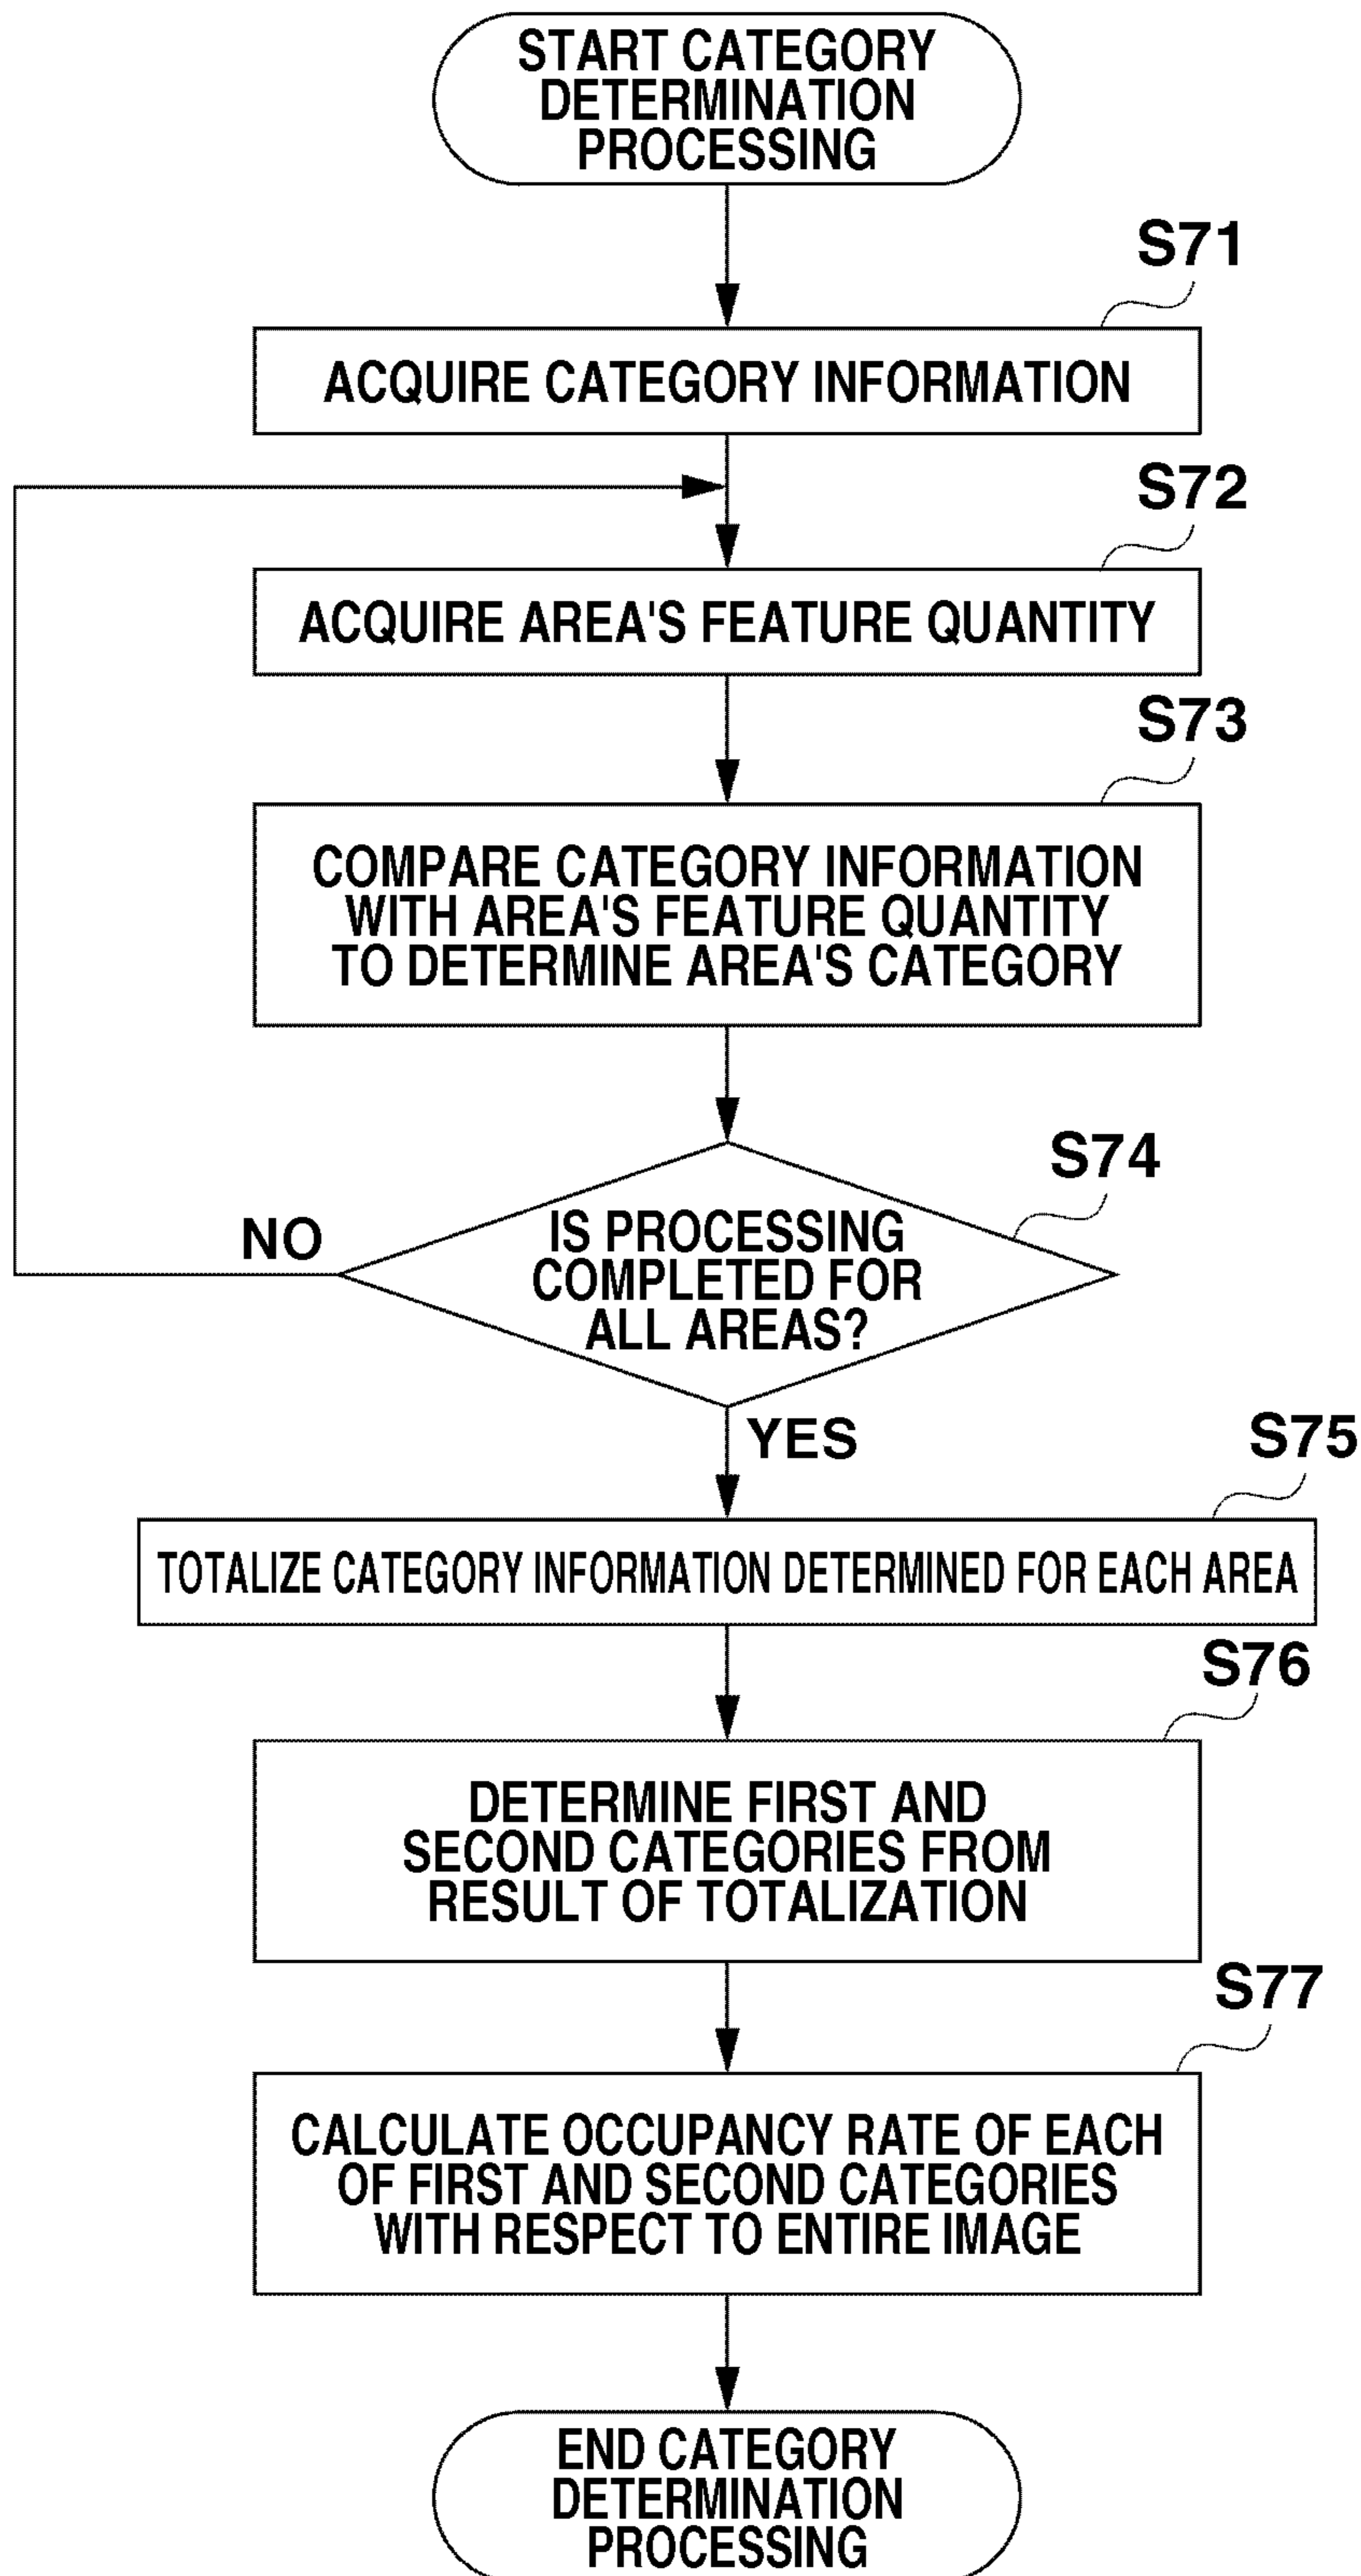 START CATEGORY
DETERMINATION
PROCESSING
S71
ACQUIRE CATEGORY INFORMATION
S72
ACQUIRE AREA'S FEATURE QUANTITY
S73
COMPARE CATEGORY INFORMATION
WITH AREA'S FEATURE QUANTITY
TO DETERMINE AREA'S CATEGORY
S74
NO
IS PROCESSING
COMPLETED FOR
ALL AREAS?
YES
S75
TOTALIZE CATEGORY INFORMATION DETERMINED FOR EACH AREA
S76
DETERMINE FIRST AND
SECOND CATEGORIES FROM
RESULT OF TOTALIZATION
S77
CALCULATE OCCUPANCY RATE OF EACH
OF FIRST AND SECOND CATEGORIES
WITH RESPECT TO ENTIRE IMAGE
END CATEGORY
DETERMINATION
PROCESSING